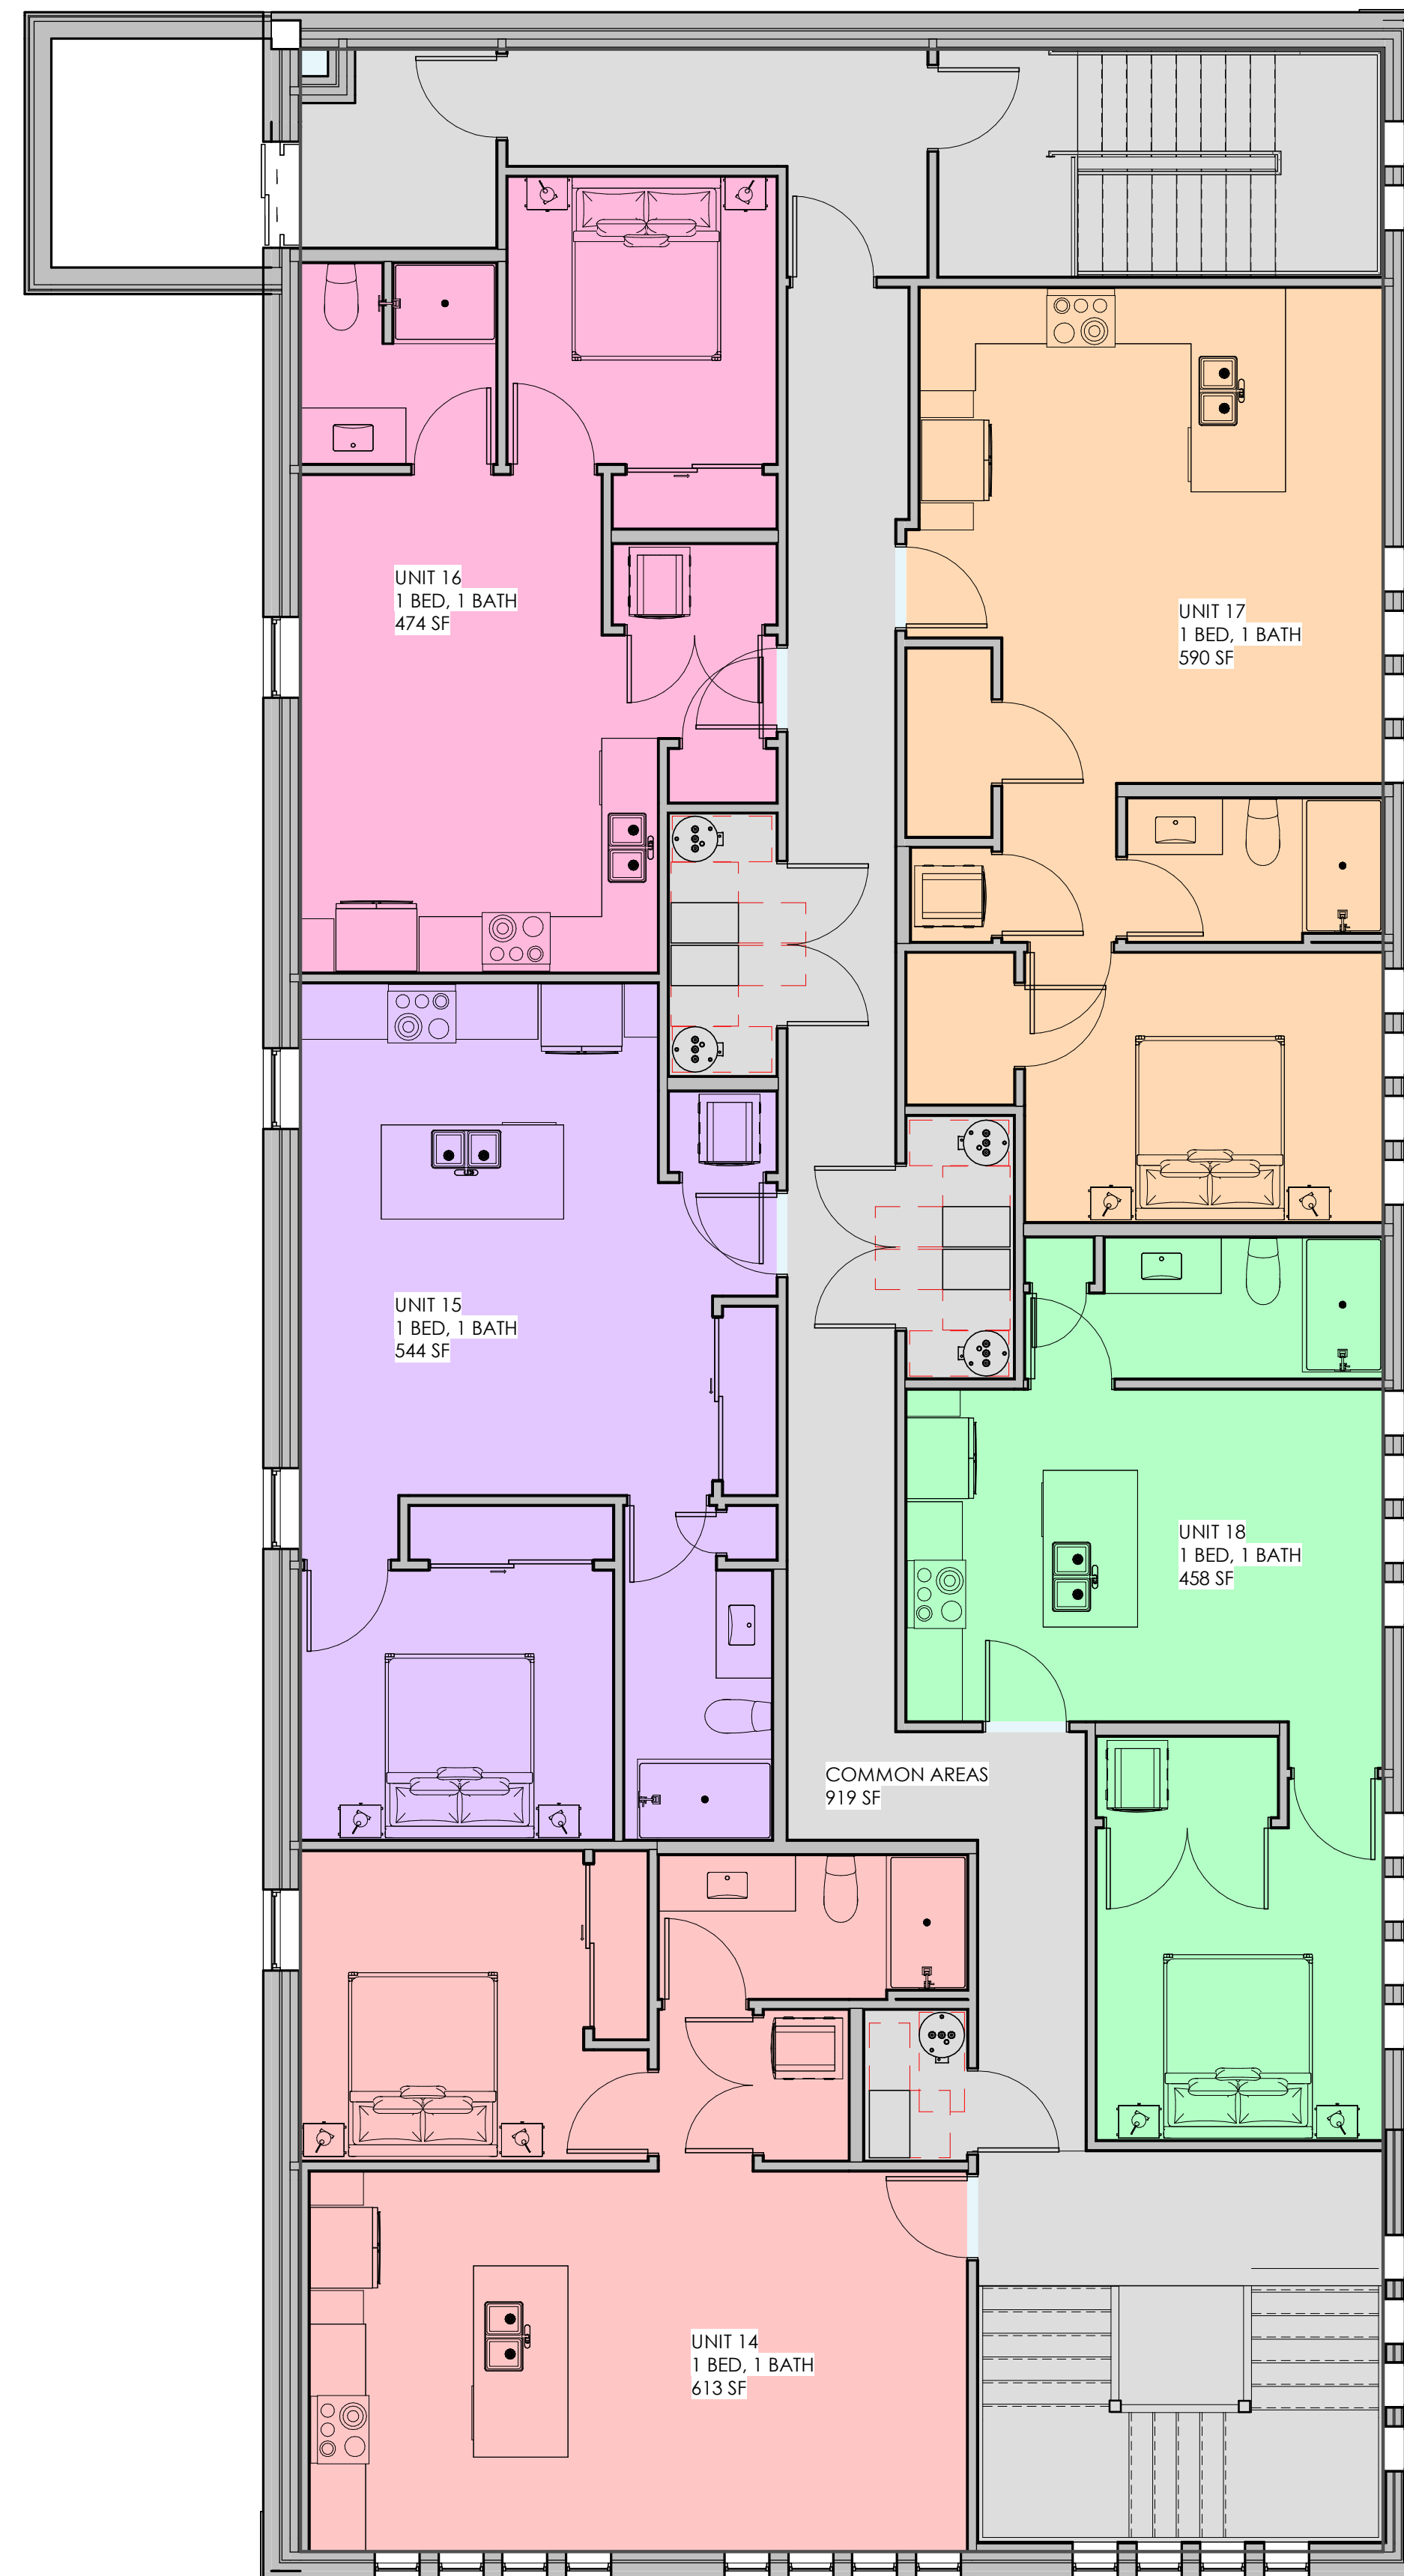 UNIT 16
1 BED, 1 BATH
474 SF
UNIT 17
1 BED, 1 BATH
590 SF
UNIT 15
1 BED, 1 BATH
544 SF
UNIT 18
1 BED, 1 BATH
458 SF
COMMON AREAS
919 SF
UNIT 14
1 BED, 1 BATH
613 SF